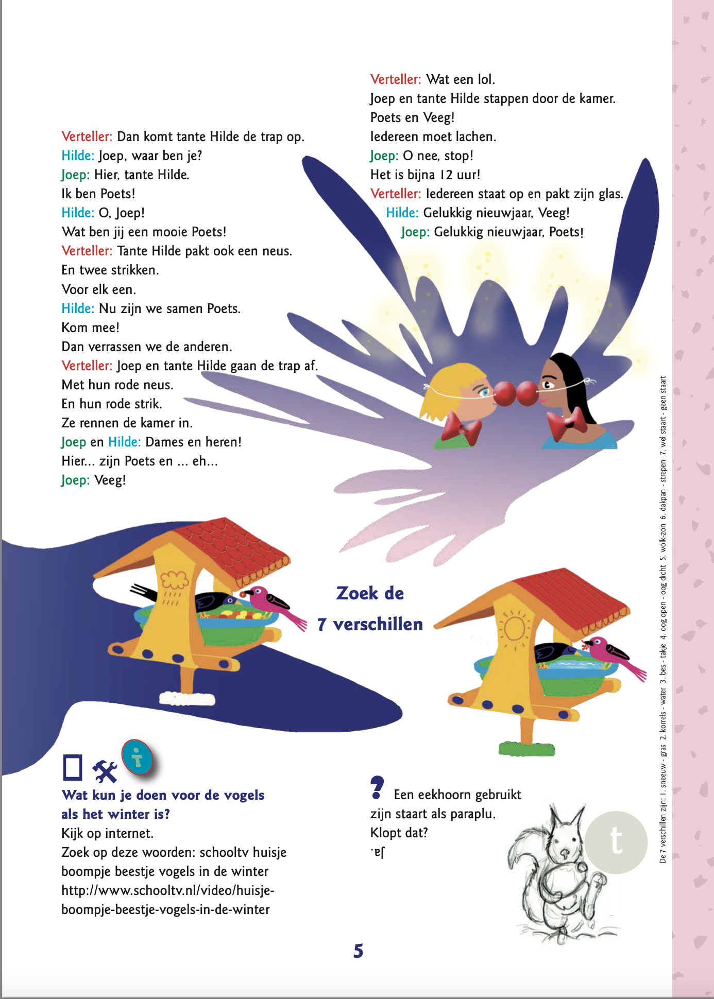 Verteller: Dan komt tante Hilde de trap op.
Hilde: Joep, waar ben je?
Joep: Hier, tante Hilde.
Ik ben Poets!
Hilde: O, Joep!
Wat ben jij een mooie Poets!
Verteller: Tante Hilde pakt ook een neus.
En twee strikken.
Voor elk een.
Hilde: Nu zijn we samen Poets.
Kom mee!
Dan verrassen we de anderen.
Verteller: Joep en tante Hilde gaan de trap af.
Met hun rode neus.
En hun rode strik.
Ze rennen de kamer in.
Joep en Hilde: Dames en heren!
Hier... zijn Poets en ... eh...
Joep: Veeg!
Verteller: Wat een lol.
Joep en tante Hilde stappen door de kamer.
Poets en Veeg!
Iedereen moet lachen.
Joep: O nee, stop!
Het is bijna 12 uur!
Verteller: Iedereen staat op en pakt zijn glas.
Hilde: Gelukkig nieuwjaar, Veeg!
Joep: Gelukkig nieuwjaar, Poets!
Zoek de
7 verschillen
i
Wat kun je doen voor de vogels
als het winter is?
Kijk op internet.
Zoek op deze woorden: schooltv huisje
boompje beestje vogels in de winter
http://www.schooltv.nl/video/huisje-
boompje-beestje-vogels-in-de-winter
? Een eekhoorn gebruikt
zijn staart als paraplu.
Klopt dat?
Ja.
t
De 7 verschillen zijn: 1. sneeuw - gras 2. korrels - water 3. bes - takje 4. oog open - oog dicht 5. wolk-zon 6. dakpan - strepen 7. wel staart - geen staart
5